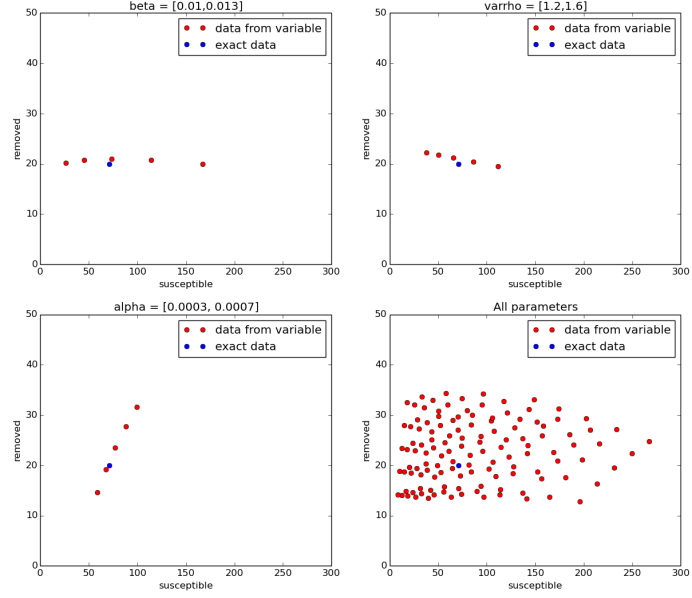 beta = [0.01,0.013]
50
40
30
20
10
0
removed
data from variable
exact data
0 50 100 150 200 250 300
susceptible
varrho = [1.2,1.6]
50
40
30
20
10
0
removed
data from variable
exact data
0 50 100 150 200 250 300
susceptible
alpha = [0.0003, 0.0007]
50
40
30
20
10
0
removed
data from variable
exact data
0 50 100 150 200 250 300
susceptible
All parameters
50
40
30
20
10
0
removed
data from variable
exact data
0 50 100 150 200 250 300
susceptible